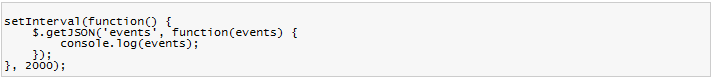 setInterval(function() {
    $.getJSON('events', function(events) {
        console.log(events);
    });
}, 2000);